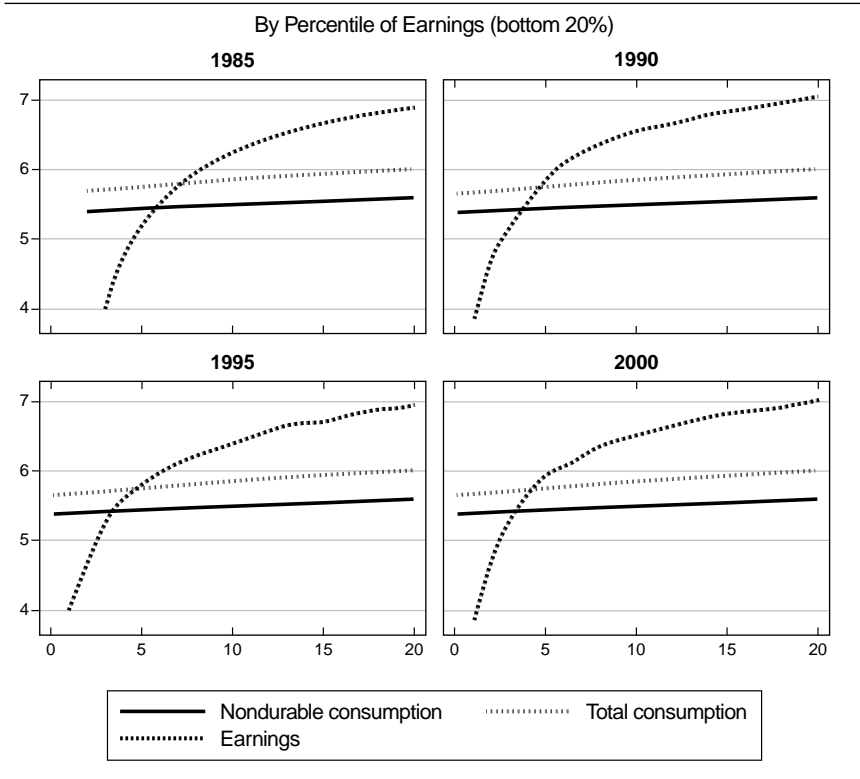 By Percentile of Earnings (bottom 20%)
1985 1990
7
6
5
4
1995 2000
7
6
5
4
0 5 10 15 20 0 5 10 15 20
Nondurable consumption Total consumption
Earnings